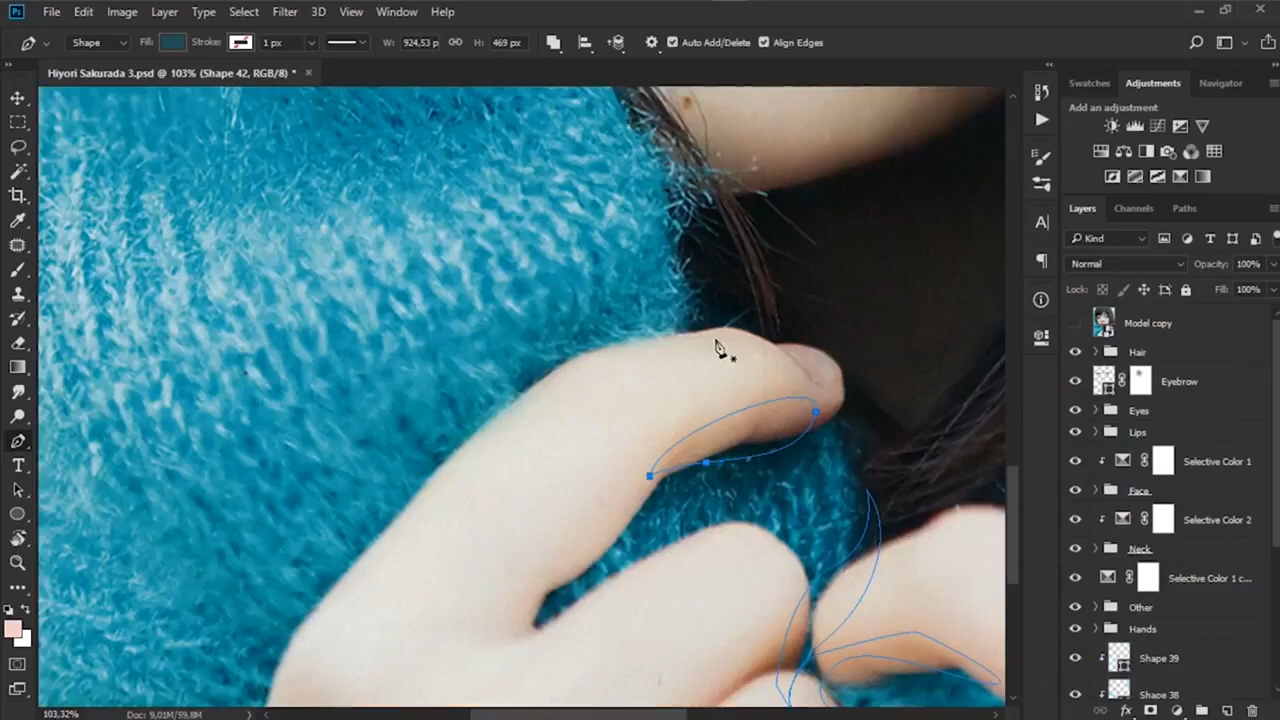 Ps File Edit Image Layer Type Select Filter 3D View Window Help
Shape Fill: Stroke: 1 px W: 924,53 p H: 469 px Auto Add/Delete Align Edges
Hiyori Sakurada 3.psd @ 103% (Shape 42, RGB/8) * ×
Swatches Adjustments Navigator
Add an adjustment
Layers Channels Paths
Kind
Normal Opacity: 100%
Lock: Fill: 100%
Model copy
Hair
Eyebrow
Eyes
Lips
Selective Color 1
Face
Selective Color 2
Neck
Selective Color 1 c...
Other
Hands
Shape 39
Shape 38
103,32% Doc: 9,01M/59,8M